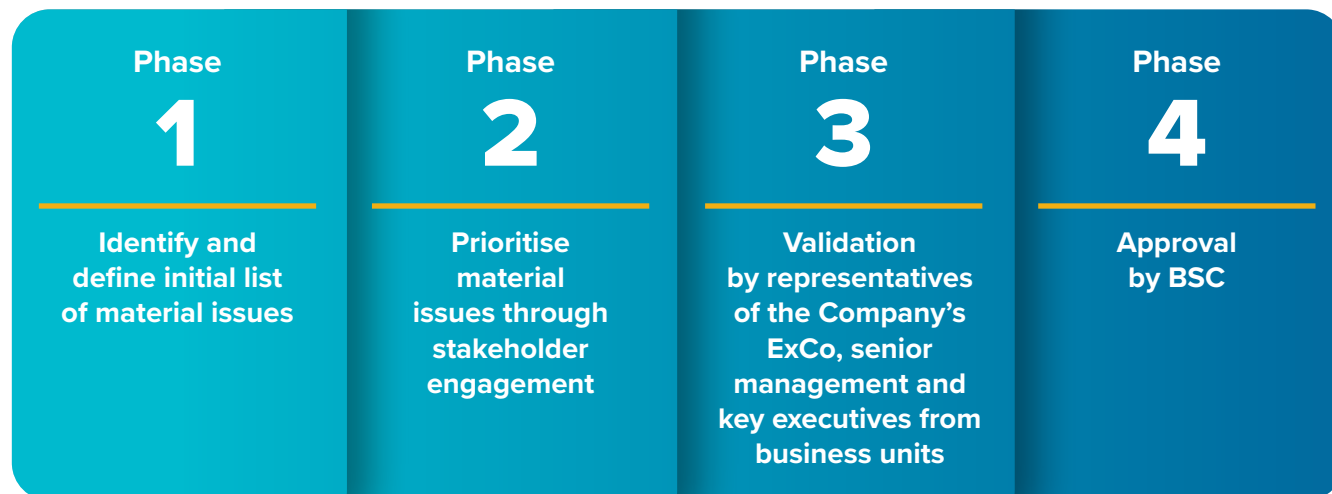 Phase
1
Identify and
define initial list
of material issues
Phase
2
Prioritise
material
issues through
stakeholder
engagement
Phase
3
Validation
by representatives
of the Company’s
ExCo, senior
management and
key executives from
business units
Phase
4
Approval
by BSC